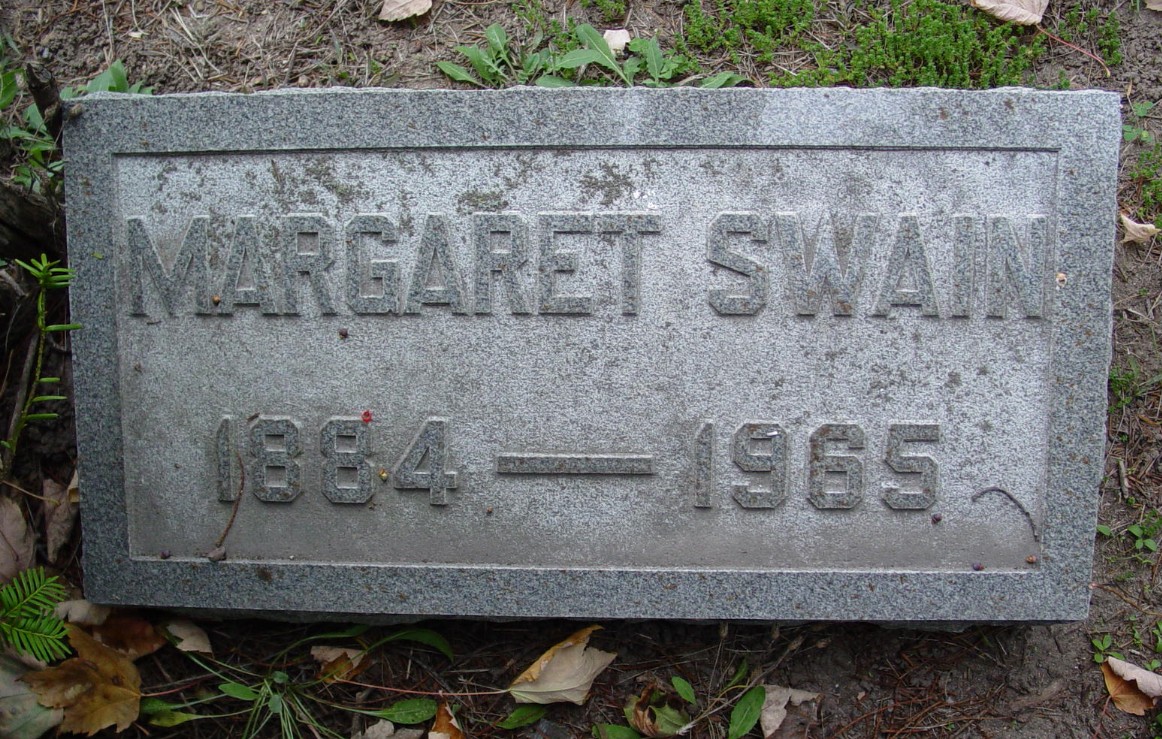 MARGARET SWAIN
1884 — 1965